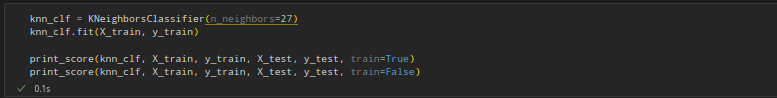 knn_clf = KNeighborsClassifier(n_neighbors=27)
knn_clf.fit(X_train, y_train)
print_score(knn_clf, X_train, y_train, X_test, y_test, train=True)
print_score(knn_clf, X_train, y_train, X_test, y_test, train=False)
✓ 0.1s